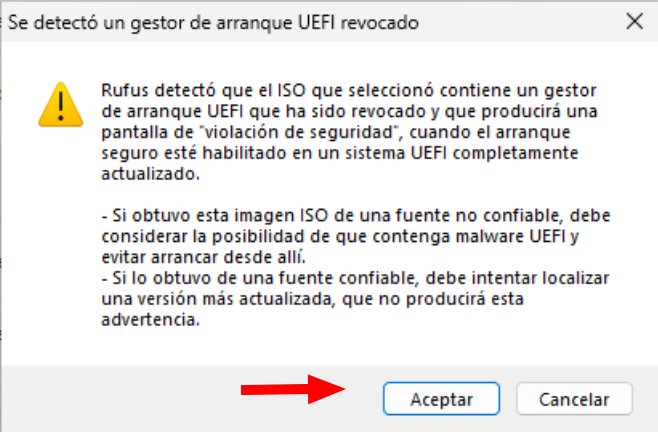 Se detectó un gestor de arranque UEFI revocado
Rufus detectó que el ISO que seleccionó contiene un gestor
de arranque UEFI que ha sido revocado y que producirá una
pantalla de "violación de seguridad", cuando el arranque
seguro esté habilitado en un sistema UEFI completamente
actualizado.
- Si obtuvo esta imagen ISO de una fuente no confiable, debe
considerar la posibilidad de que contenga malware UEFI y
evitar arrancar desde allí.
- Si lo obtuvo de una fuente confiable, debe intentar localizar
una versión más actualizada, que no producirá esta
advertencia.
Aceptar Cancelar